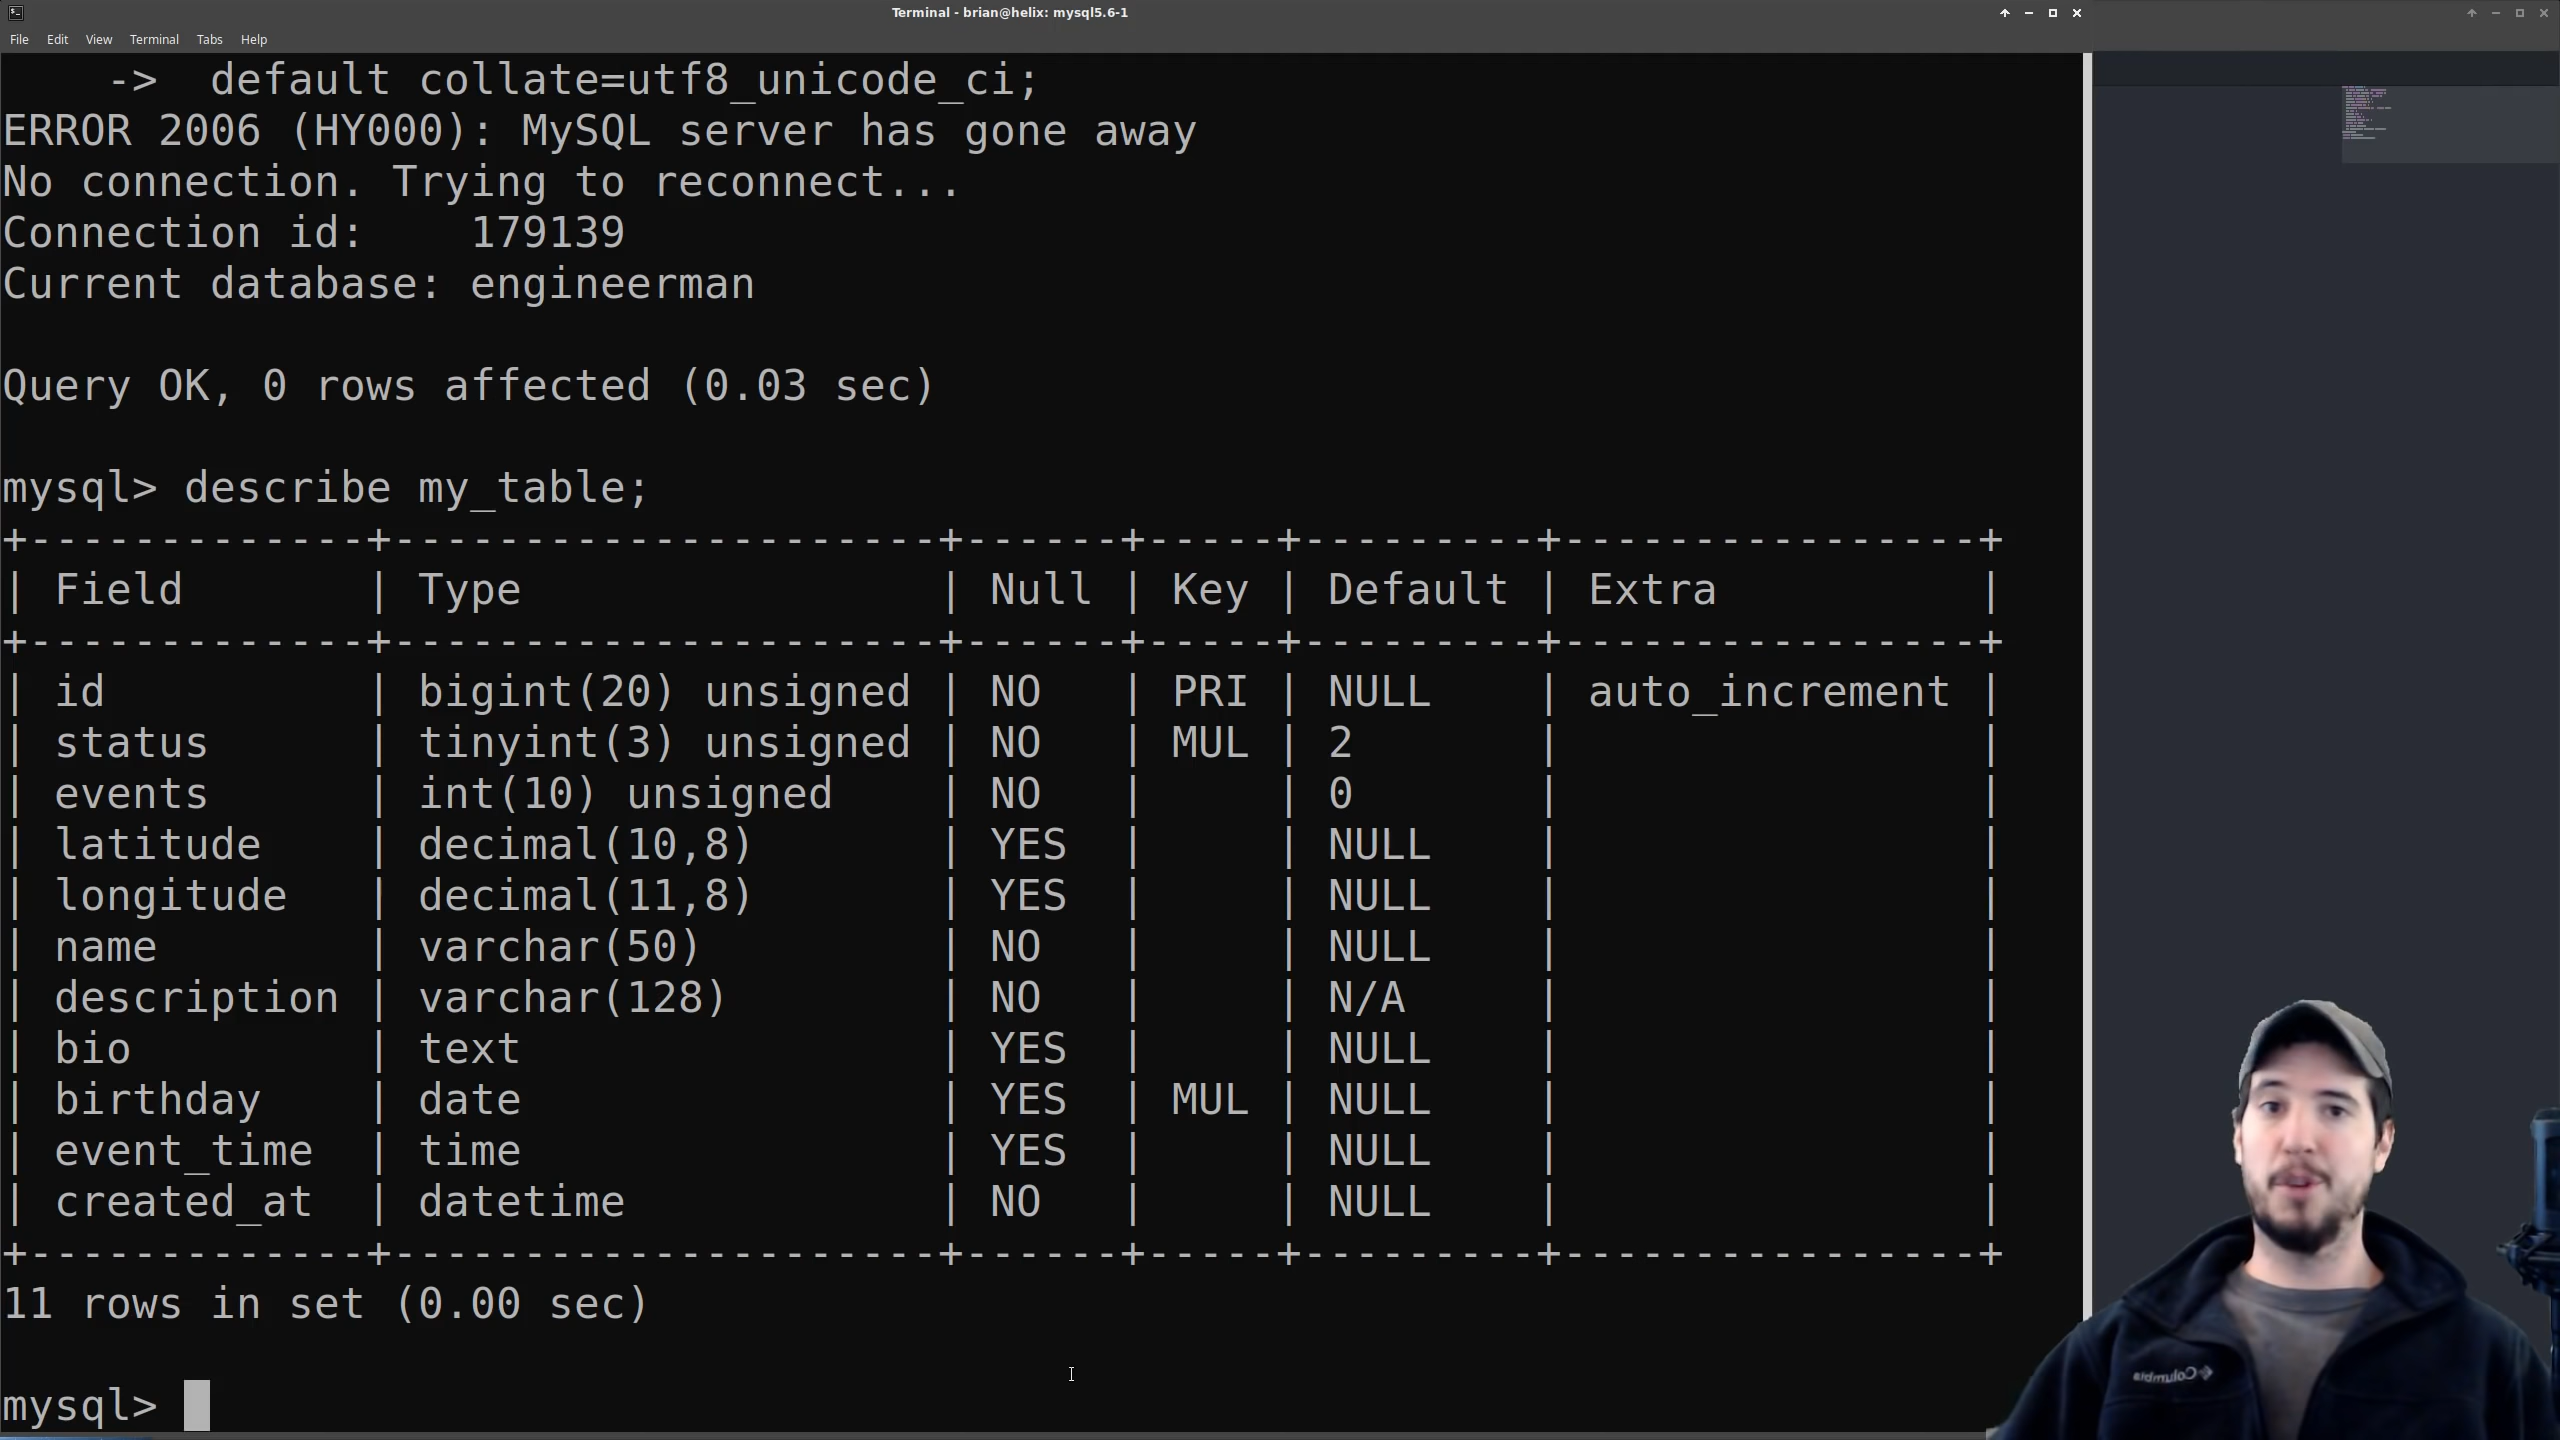 Terminal - brian@helix: mysql5.6-1
File Edit View Terminal Tabs Help
    ->  default collate=utf8_unicode_ci;
ERROR 2006 (HY000): MySQL server has gone away
No connection. Trying to reconnect...
Connection id:    179139
Current database: engineerman
Query OK, 0 rows affected (0.03 sec)
mysql> describe my_table;
+-------------+---------------------+------+-----+---------+----------------+
| Field       | Type                | Null | Key | Default | Extra          |
+-------------+---------------------+------+-----+---------+----------------+
| id          | bigint(20) unsigned | NO   | PRI | NULL    | auto_increment |
| status      | tinyint(3) unsigned | NO   | MUL | 2       |                |
| events      | int(10) unsigned    | NO   |     | 0       |                |
| latitude    | decimal(10,8)       | YES  |     | NULL    |                |
| longitude   | decimal(11,8)       | YES  |     | NULL    |                |
| name        | varchar(50)         | NO   |     | NULL    |                |
| description | varchar(128)        | NO   |     | N/A     |                |
| bio         | text                | YES  |     | NULL    |                |
| birthday    | date                | YES  | MUL | NULL    |                |
| event_time  | time                | YES  |     | NULL    |                |
| created_at  | datetime            | NO   |     | NULL    |                |
+-------------+---------------------+------+-----+---------+----------------+
11 rows in set (0.00 sec)
mysql>
Columbia